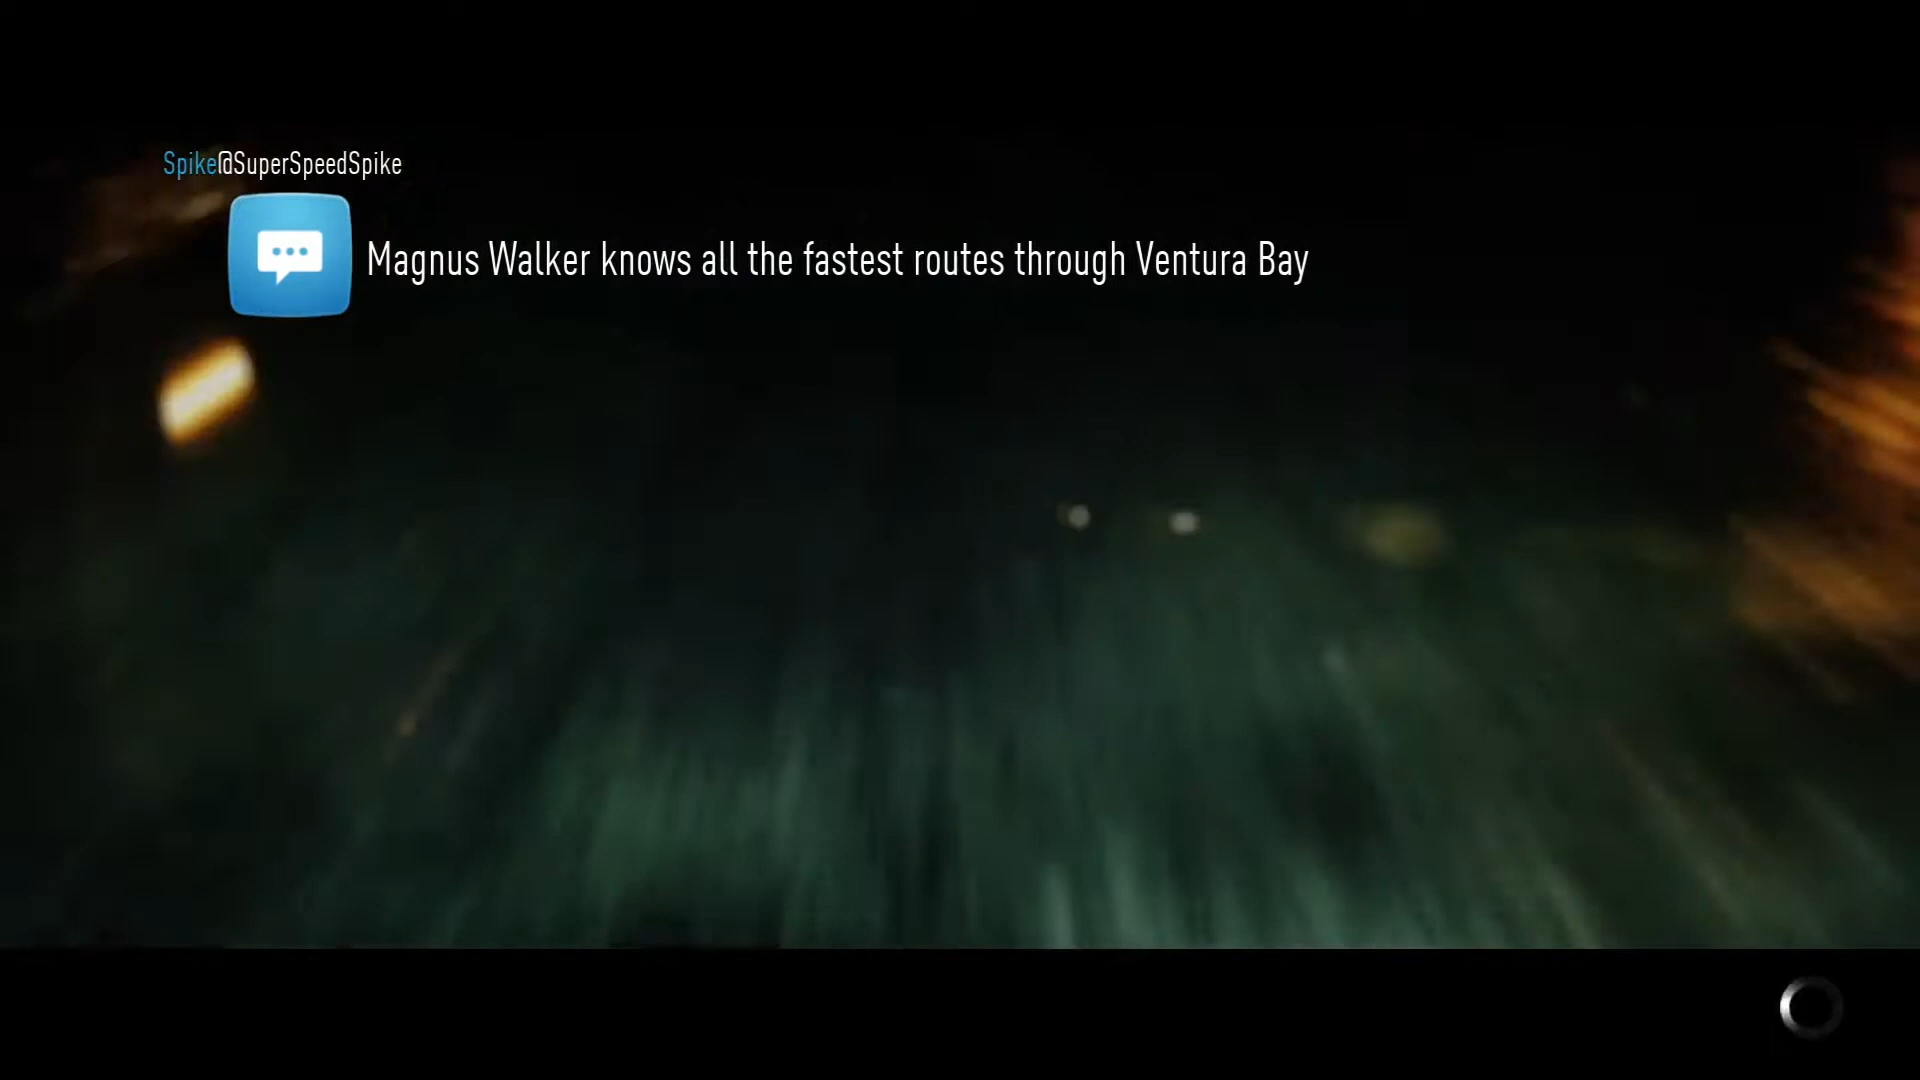 Spike@SuperSpeedSpike
Magnus Walker knows all the fastest routes through Ventura Bay